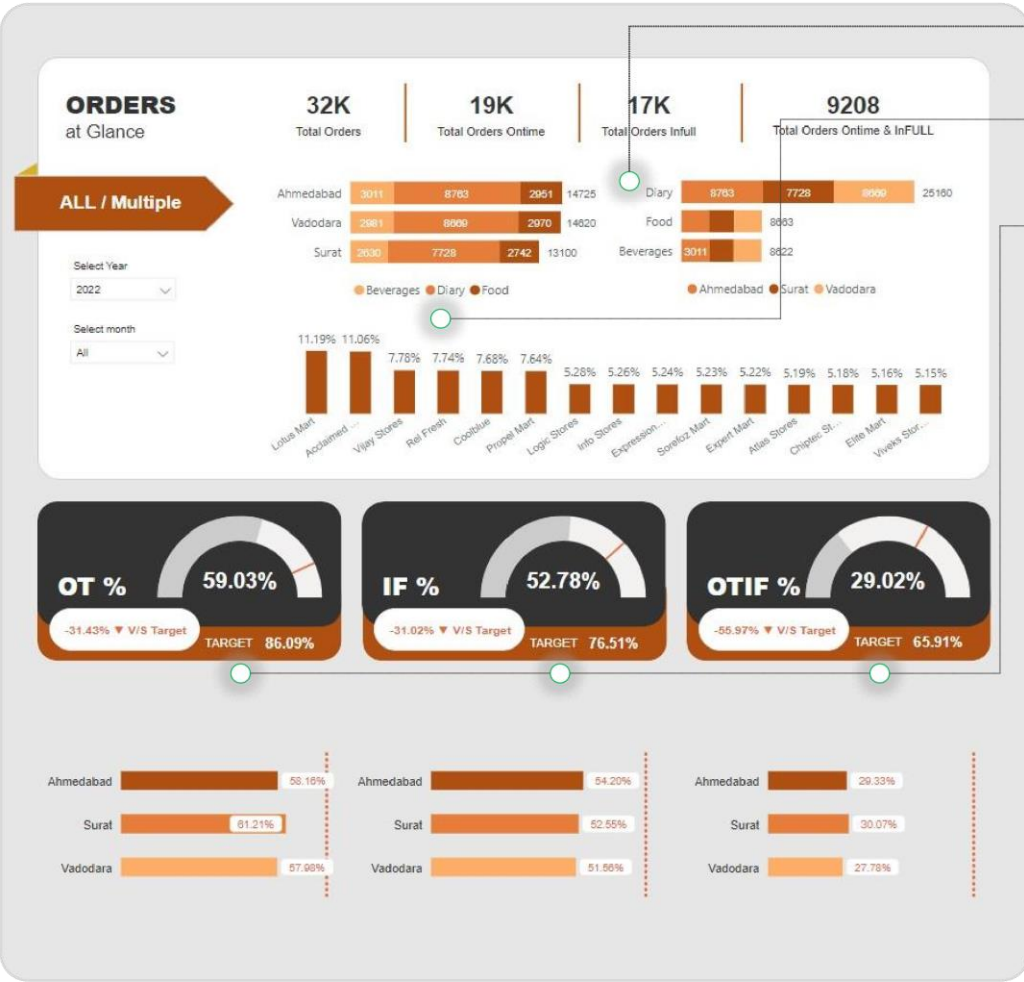 ORDERS
at Glance
32K
Total Orders
19K
Total Orders Ontime
17K
Total Orders Infull
9208
Total Orders Ontime & InFULL
ALL / Multiple
Select Year
2022
Select month
All
Ahmedabad 3011 8763 2951 14725
Vadodara 2981 8669 2970 14620
Surat 2630 7728 2742 13100
Beverages Diary Food
Diary 8763 7728 8669 25160
Food 8663
Beverages 3011 8622
Ahmedabad Surat Vadodara
11.19% 11.06% 7.78% 7.74% 7.68% 7.64% 5.28% 5.26% 5.24% 5.23% 5.22% 5.19% 5.18% 5.16% 5.15%
Lotus Mart
Acclaimed ...
Vijay Stores
Rel Fresh
Coolblue
Propel Mart
Logic Stores
Info Stores
Expression...
Sorefoz Mart
Expert Mart
Atlas Stores
Chiptec St...
Elite Mart
Viveks Stor...
OT %
59.03%
-31.43% ▼ V/S Target
TARGET 86.09%
IF %
52.78%
-31.02% ▼ V/S Target
TARGET 76.51%
OTIF %
29.02%
-55.97% ▼ V/S Target
TARGET 65.91%
Ahmedabad 58.16%
Surat 61.21%
Vadodara 57.98%
Ahmedabad 54.20%
Surat 52.55%
Vadodara 51.56%
Ahmedabad 29.33%
Surat 30.07%
Vadodara 27.78%